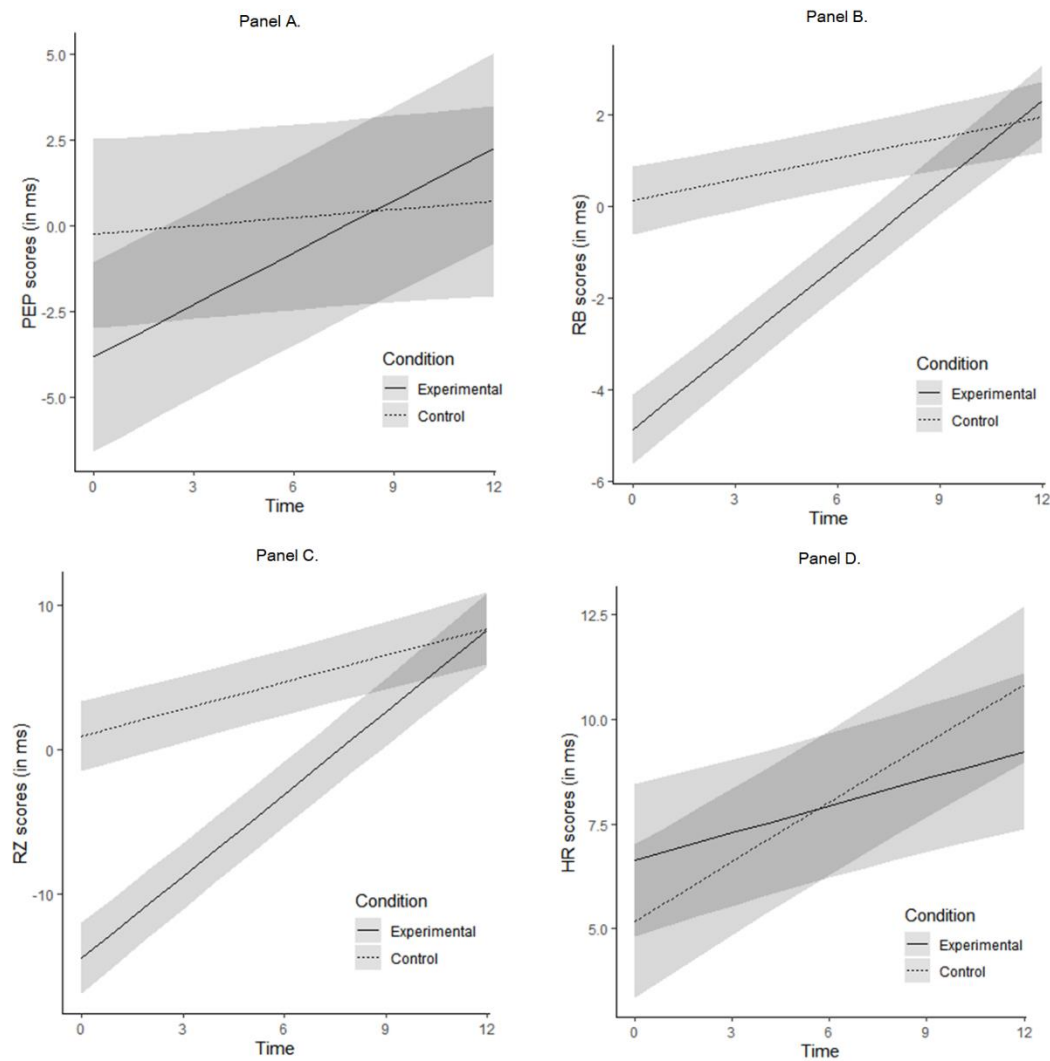 Panel A.
5.0
2.5
0.0
-2.5
-5.0
PEP scores (in ms)
0 3 6 9 12
Time
Condition
Experimental
Control
Panel B.
2
0
-2
-4
-6
RB scores (in ms)
0 3 6 9 12
Time
Condition
Experimental
Control
Panel C.
10
0
-10
RZ scores (in ms)
0 3 6 9 12
Time
Condition
Experimental
Control
Panel D.
12.5
10.0
7.5
5.0
HR scores (in ms)
0 3 6 9 12
Time
Condition
Experimental
Control